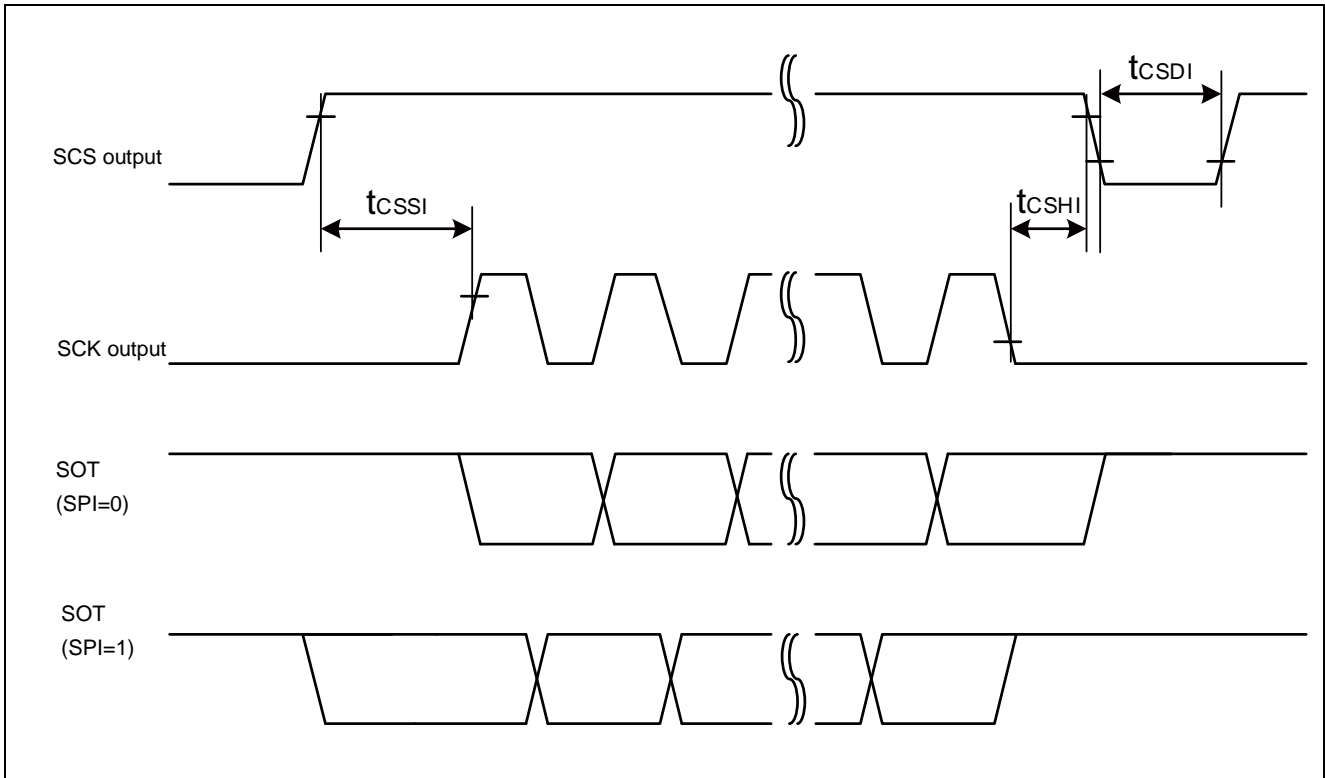 tCSDI
SCS output
tCSSI
tCSHI
SCK output
SOT
(SPI=0)
SOT
(SPI=1)